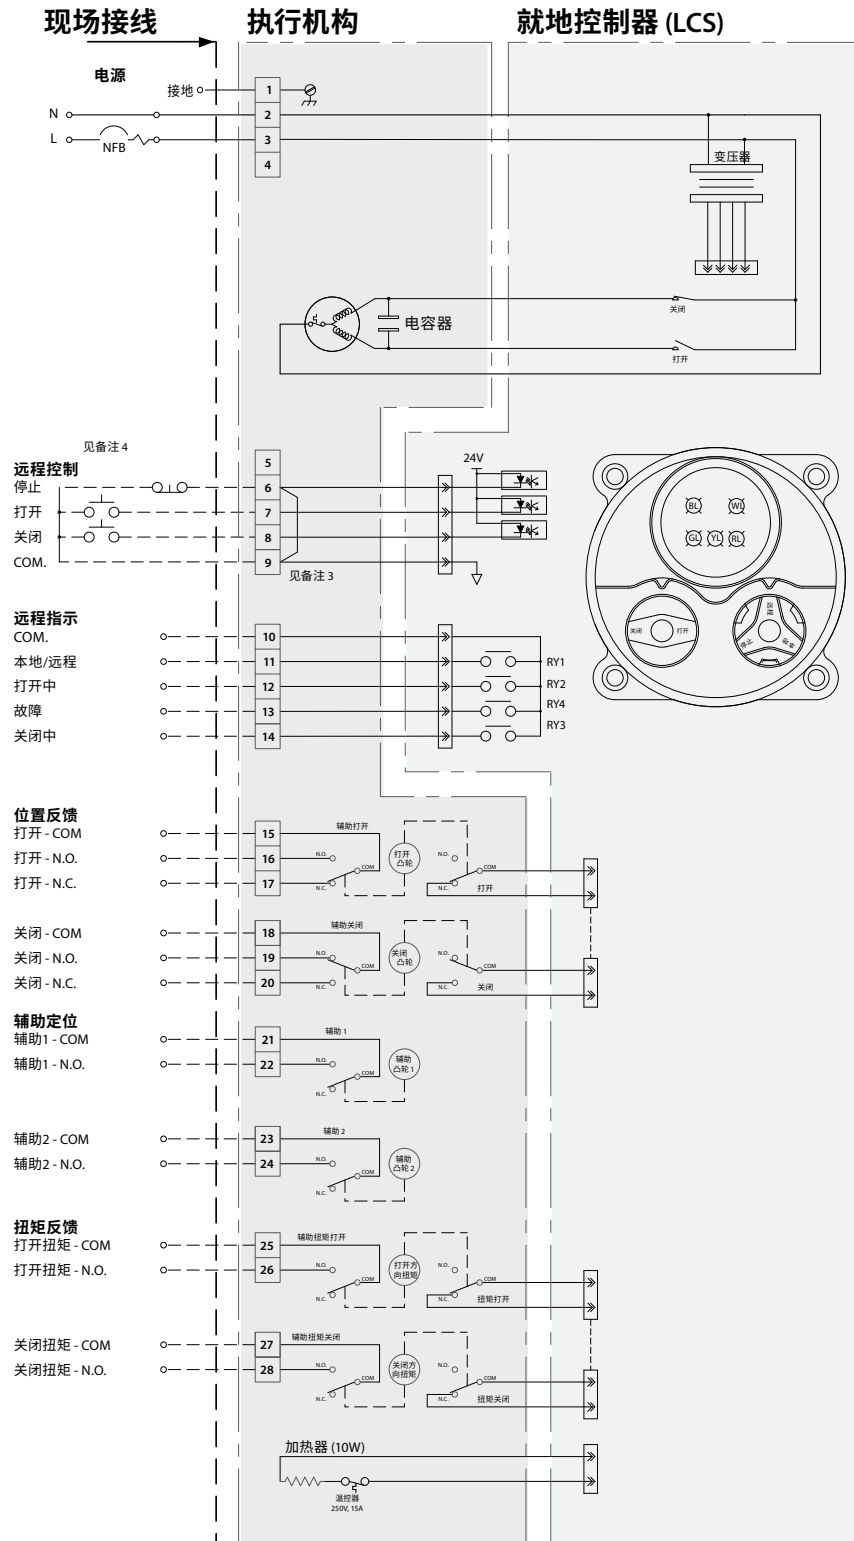 现场接线
执行机构
就地控制器 (LCS)
电源
接地
1
N
2
L
NFB
3
4
变压器
电容器
关闭
打开
见备注 4
远程控制
5
24V
停止
6
打开
7
关闭
8
COM.
9
见备注 3
BL
WL
GL
YL
RL
关闭
打开
远程
停止
本地
远程指示
COM.
10
本地/远程
11
RY1
打开中
12
RY2
故障
13
RY4
关闭中
14
RY3
位置反馈
打开 - COM
15
辅助打开
打开 - N.O.
16
N.O.
COM
打开
凸轮
N.O.
COM
打开 - N.C.
17
N.C.
N.C.
打开
关闭 - COM
18
辅助关闭
关闭 - N.O.
19
N.O.
COM
关闭
凸轮
N.O.
COM
关闭 - N.C.
20
N.C.
N.C.
关闭
辅助定位
辅助1 - COM
21
辅助 1
辅助1 - N.O.
22
N.O.
COM
N.C.
辅助
凸轮 1
辅助2 - COM
23
辅助 2
辅助2 - N.O.
24
N.O.
COM
N.C.
辅助
凸轮 2
扭矩反馈
打开扭矩 - COM
25
辅助扭矩打开
打开扭矩 - N.O.
26
N.O.
COM
N.C.
打开方
向扭矩
N.O.
COM
N.C.
扭矩打开
关闭扭矩 - COM
27
辅助扭矩关闭
关闭扭矩 - N.O.
28
N.O.
COM
N.C.
关闭方
向扭矩
N.O.
COM
N.C.
扭矩关闭
加热器 (10W)
温控器
250V, 15A